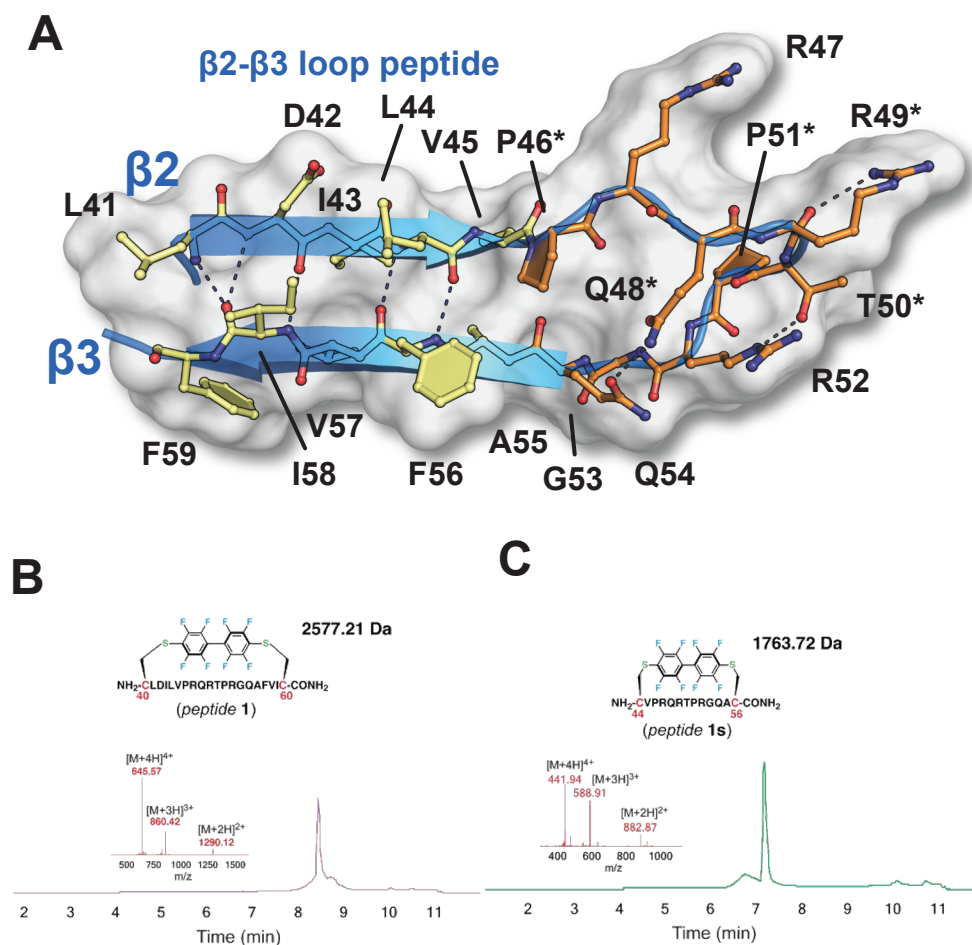 A
β2-β3 loop peptide
R47
D42
L44
V45
P46*
P51*
R49*
β2
I43
L41
Q48*
T50*
β3
R52
F59
V57
I58
F56
A55
G53
Q54
B
2577.21 Da
S
F F F F
F F F F
S
NH2-CLDILVPRQRTPRGQAFVIC-CONH2
40 60
(peptide 1)
[M+4H]4+
645.57
[M+3H]3+
860.42
[M+2H]2+
1290.12
500 750 1000 1250 1500
m/z
2 3 4 5 6 7 8 9 10 11
Time (min)
C
1763.72 Da
S
F F F F
F F F F
S
NH2-CVPRQRTPRGQAC-CONH2
44 56
(peptide 1s)
[M+4H]4+
441.94
[M+3H]3+
588.91
[M+2H]2+
882.87
400 600 800 1000
m/z
2 3 4 5 6 7 8 9 10 11
Time (min)